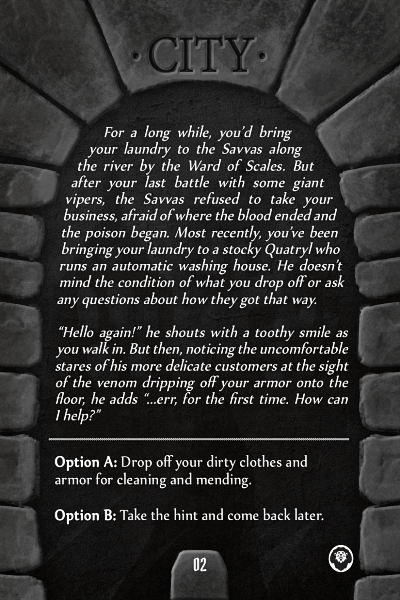 · CITY ·
For a long while, you’d bring
your laundry to the Savvas along
the river by the Ward of Scales. But
after your last battle with some giant
vipers, the Savvas refused to take your
business, afraid of where the blood ended and
the poison began. Most recently, you’ve been
bringing your laundry to a stocky Quatryl who
runs an automatic washing house. He doesn’t
mind the condition of what you drop off or ask
any questions about how they got that way.
“Hello again!” he shouts with a toothy smile as
you walk in. But then, noticing the uncomfortable
stares of his more delicate customers at the sight
of the venom dripping off your armor onto the
floor, he adds “...err, for the first time. How can
I help?”
Option A: Drop off your dirty clothes and
armor for cleaning and mending.
Option B: Take the hint and come back later.
02